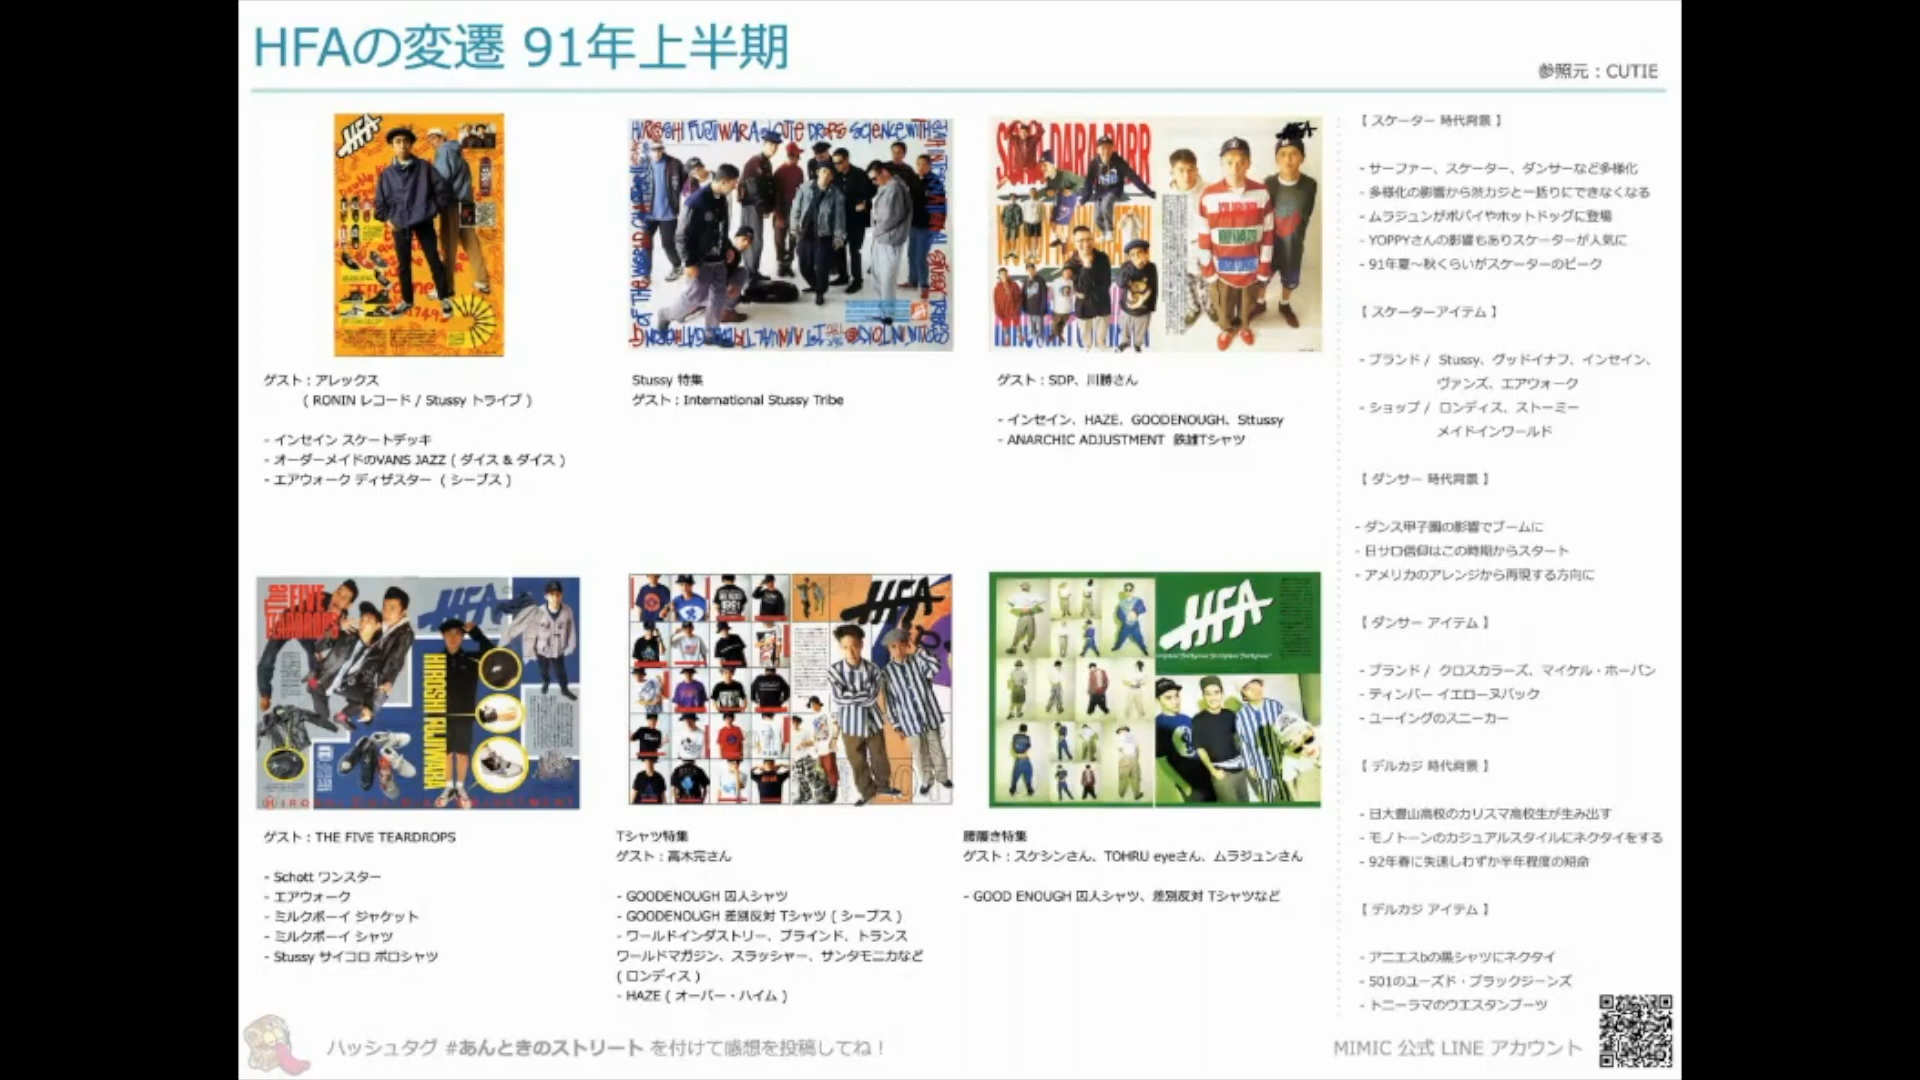 HFAの変遷 91年上半期
参照元：CUTIE
HFA
ゲスト：アレックス
( RONIN レコード / Stussy トライブ )
- インセイン スケートデッキ
- オーダーメイドのVANS JAZZ ( ダイス & ダイス )
- エアウォーク ディザスター ( シープス )
HIROSHI FUJIWARA
Stussy 特集
ゲスト：International Stussy Tribe
HFA
ゲスト：SDP、川勝さん
- インセイン、HAZE、GOODENOUGH、Sttussy
- ANARCHIC ADJUSTMENT 鉄雄Tシャツ
FIVE
TEARDROPS
HFA
HIROSHI FUJIWARA
ゲスト：THE FIVE TEARDROPS
- Schott ワンスター
- エアウォーク
- ミルクボーイ ジャケット
- ミルクボーイ シャツ
- Stussy サイコロ ポロシャツ
HFA
Tシャツ特集
ゲスト：高木完さん
- GOODENOUGH 囚人シャツ
- GOODENOUGH 差別反対 Tシャツ ( シープス )
- ワールドインダストリー、ブラインド、トランス
ワールドマガジン、スラッシャー、サンタモニカなど
( ロンディス )
- HAZE ( オーバー・ハイム )
HFA
腰履き特集
ゲスト：スケシンさん、TOHRU eyeさん、ムラジュンさん
- GOOD ENOUGH 囚人シャツ、差別反対 Tシャツなど
【 スケーター 時代背景 】
- サーファー、スケーター、ダンサーなど多様化
- 多様化の影響から渋カジと一括りにできなくなる
- ムラジュンがポパイやホットドッグに登場
- YOPPYさんの影響もありスケーターが人気に
- 91年夏〜秋くらいがスケーターのピーク
【 スケーターアイテム 】
- ブランド / Stussy、グッドイナフ、インセイン、
ヴァンズ、エアウォーク
- ショップ / ロンディス、ストーミー
メイドインワールド
【 ダンサー 時代背景 】
- ダンス甲子園の影響でブームに
- 日サロ信仰はこの時期からスタート
- アメリカのアレンジから再現する方向に
【 ダンサー アイテム 】
- ブランド / クロスカラーズ、マイケル・ホーバン
- ティンバー イエローヌバック
- ユーイングのスニーカー
【 デルカジ 時代背景 】
- 日大豊山高校のカリスマ高校生が生み出す
- モノトーンのカジュアルスタイルにネクタイをする
- 92年春に失速しわずか半年程度の短命
【 デルカジ アイテム 】
- アニエスbの黒シャツにネクタイ
- 501のユーズド・ブラックジーンズ
- トニーラマのウエスタンブーツ
ハッシュタグ #あんときのストリート を付けて感想を投稿してね！
MIMIC 公式 LINE アカウント